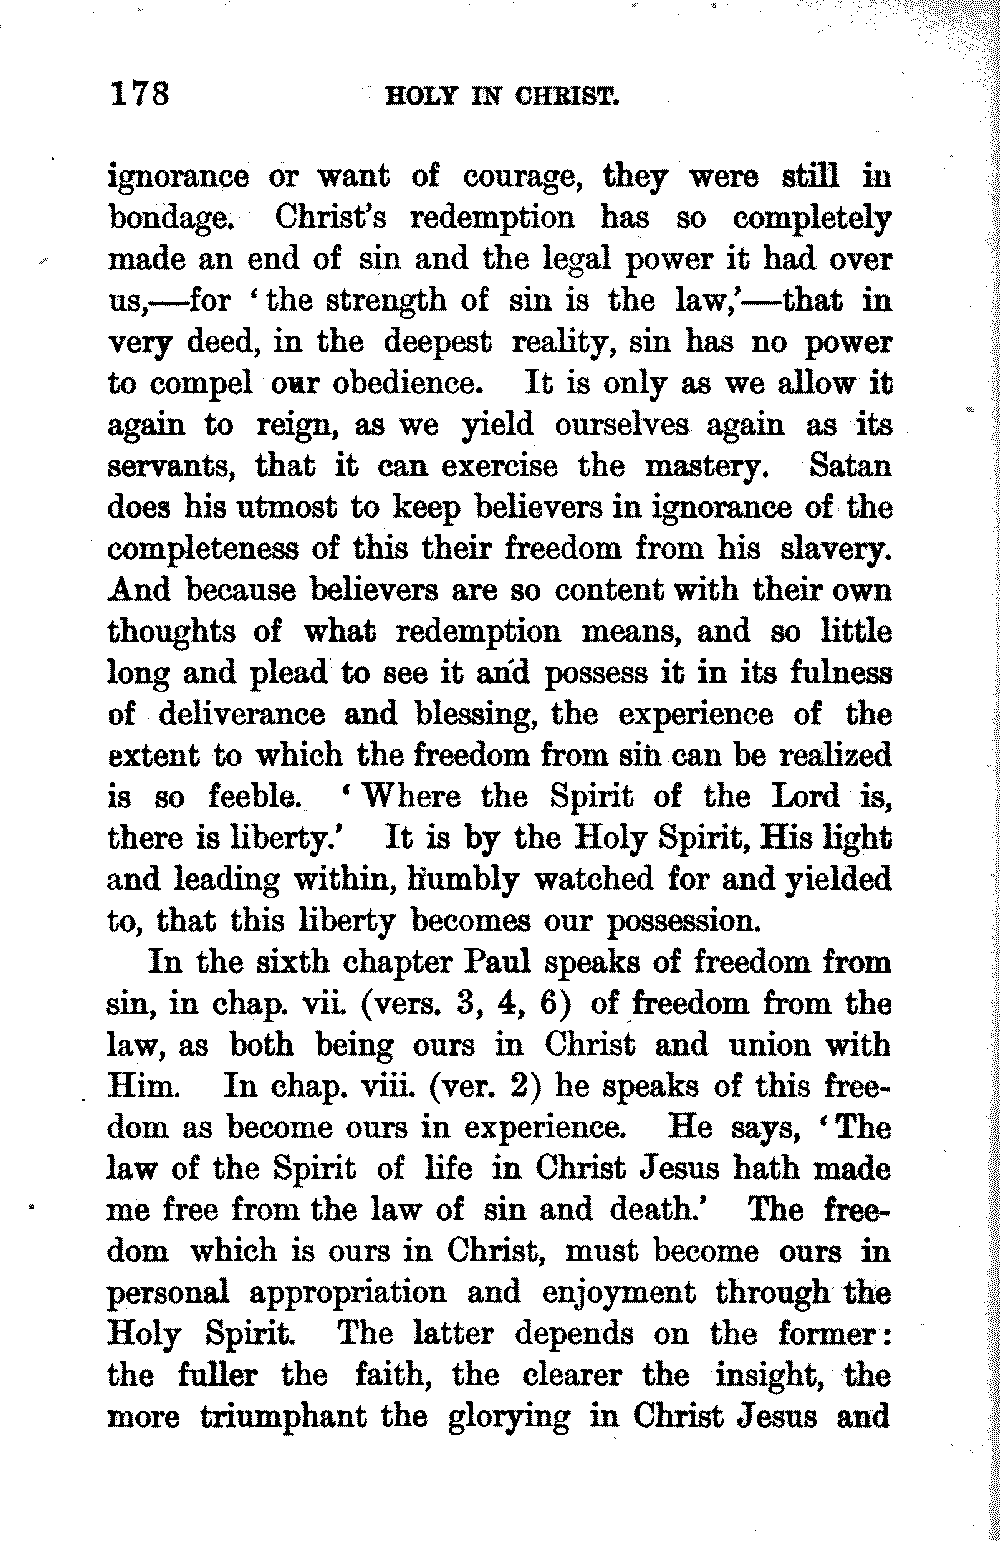 178 HOLY IN CHRIST.
ignorance or want of courage, they were still in
bondage. Christ's redemption has so completely
made an end of sin and the legal power it had over
us,—for ‘the strength of sin is the law,’—that in
very deed, in the deepest reality, sin has no power
to compel our obedience. It is only as we allow it
again to reign, as we yield ourselves again as its
servants, that it can exercise the mastery. Satan
does his utmost to keep believers in ignorance of the
completeness of this their freedom from his slavery.
And because believers are so content with their own
thoughts of what redemption means, and so little
long and plead to see it and possess it in its fulness
of deliverance and blessing, the experience of the
extent to which the freedom from sin can be realized
is so feeble. ‘Where the Spirit of the Lord is,
there is liberty.’ It is by the Holy Spirit, His light
and leading within, humbly watched for and yielded
to, that this liberty becomes our possession.
In the sixth chapter Paul speaks of freedom from
sin, in chap. vii. (vers. 3, 4, 6) of freedom from the
law, as both being ours in Christ and union with
Him. In chap. viii. (ver. 2) he speaks of this free-
dom as become ours in experience. He says, ‘The
law of the Spirit of life in Christ Jesus hath made
me free from the law of sin and death.’ The free-
dom which is ours in Christ, must become ours in
personal appropriation and enjoyment through the
Holy Spirit. The latter depends on the former:
the fuller the faith, the clearer the insight, the
more triumphant the glorying in Christ Jesus and